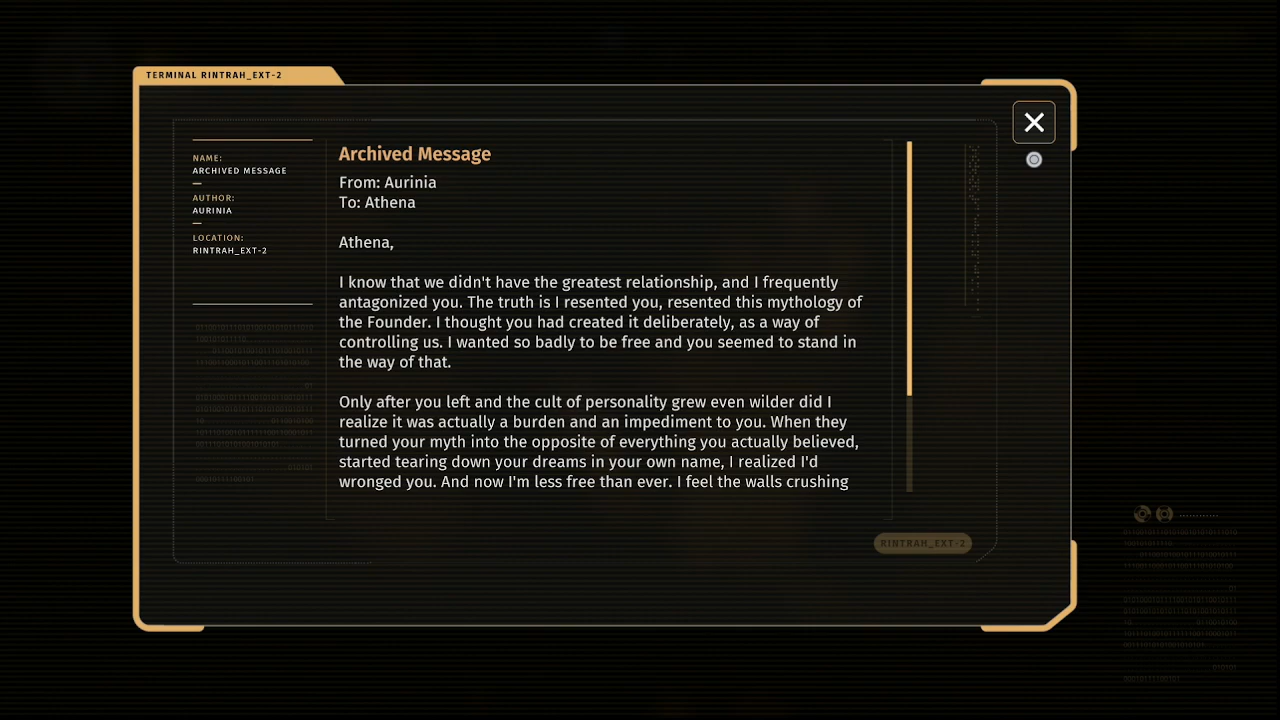 TERMINAL RINTRAH_EXT-2
NAME:
ARCHIVED MESSAGE
AUTHOR:
AURINIA
LOCATION:
RINTRAH_EXT-2
Archived Message
From: Aurinia
To: Athena
Athena,
I know that we didn't have the greatest relationship, and I frequently
antagonized you. The truth is I resented you, resented this mythology of
the Founder. I thought you had created it deliberately, as a way of
controlling us. I wanted so badly to be free and you seemed to stand in
the way of that.
Only after you left and the cult of personality grew even wilder did I
realize it was actually a burden and an impediment to you. When they
turned your myth into the opposite of everything you actually believed,
started tearing down your dreams in your own name, I realized I'd
wronged you. And now I'm less free than ever. I feel the walls crushing
RINTRAH_EXT-2